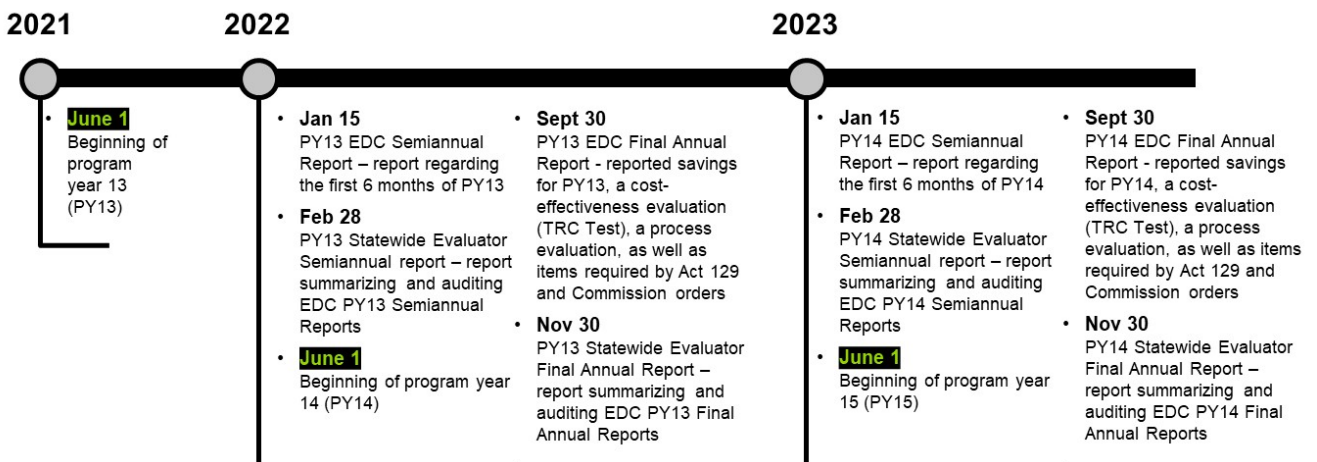 2021
2022
2023
• June 1
Beginning of
program
year 13
(PY13)
• Jan 15
PY13 EDC Semiannual
Report – report regarding
the first 6 months of PY13
• Feb 28
PY13 Statewide Evaluator
Semiannual report – report
summarizing and auditing
EDC PY13 Semiannual
Reports
• June 1
Beginning of program year
14 (PY14)
• Sept 30
PY13 EDC Final Annual
Report - reported savings
for PY13, a cost-
effectiveness evaluation
(TRC Test), a process
evaluation, as well as
items required by Act 129
and Commission orders
• Nov 30
PY13 Statewide Evaluator
Final Annual Report –
report summarizing and
auditing EDC PY13 Final
Annual Reports
• Jan 15
PY14 EDC Semiannual
Report – report regarding
the first 6 months of PY14
• Feb 28
PY14 Statewide Evaluator
Semiannual report – report
summarizing and auditing
EDC PY14 Semiannual
Reports
• June 1
Beginning of program year
15 (PY15)
• Sept 30
PY14 EDC Final Annual
Report - reported savings
for PY14, a cost-
effectiveness evaluation
(TRC Test), a process
evaluation, as well as items
required by Act 129 and
Commission orders
• Nov 30
PY14 Statewide Evaluator
Final Annual Report –
report summarizing and
auditing EDC PY14 Final
Annual Reports